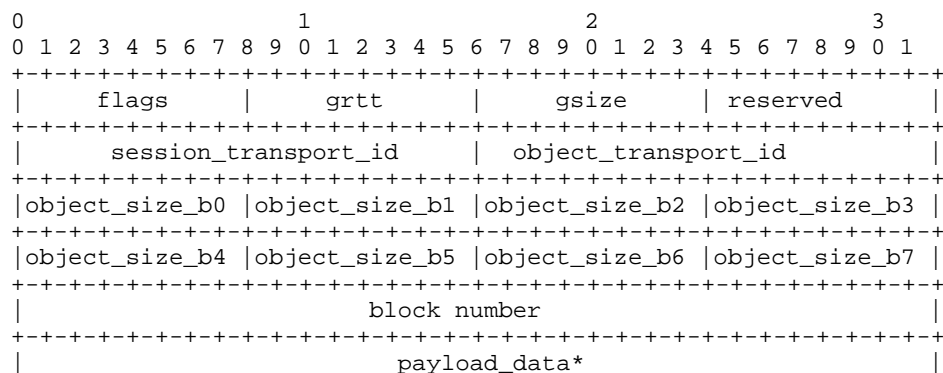 0                   1                   2                   3
0 1 2 3 4 5 6 7 8 9 0 1 2 3 4 5 6 7 8 9 0 1 2 3 4 5 6 7 8 9 0 1
+-+-+-+-+-+-+-+-+-+-+-+-+-+-+-+-+-+-+-+-+-+-+-+-+-+-+-+-+-+-+-+-+
|     flags     |     grtt      |     gsize     | reserved      |
+-+-+-+-+-+-+-+-+-+-+-+-+-+-+-+-+-+-+-+-+-+-+-+-+-+-+-+-+-+-+-+-+
|      session_transport_id     |  object_transport_id          |
+-+-+-+-+-+-+-+-+-+-+-+-+-+-+-+-+-+-+-+-+-+-+-+-+-+-+-+-+-+-+-+-+
|object_size_b0 |object_size_b1 |object_size_b2 |object_size_b3 |
+-+-+-+-+-+-+-+-+-+-+-+-+-+-+-+-+-+-+-+-+-+-+-+-+-+-+-+-+-+-+-+-+
|object_size_b4 |object_size_b5 |object_size_b6 |object_size_b7 |
+-+-+-+-+-+-+-+-+-+-+-+-+-+-+-+-+-+-+-+-+-+-+-+-+-+-+-+-+-+-+-+-+
|                        block number                           |
+-+-+-+-+-+-+-+-+-+-+-+-+-+-+-+-+-+-+-+-+-+-+-+-+-+-+-+-+-+-+-+-+
|                          payload_data*                        |